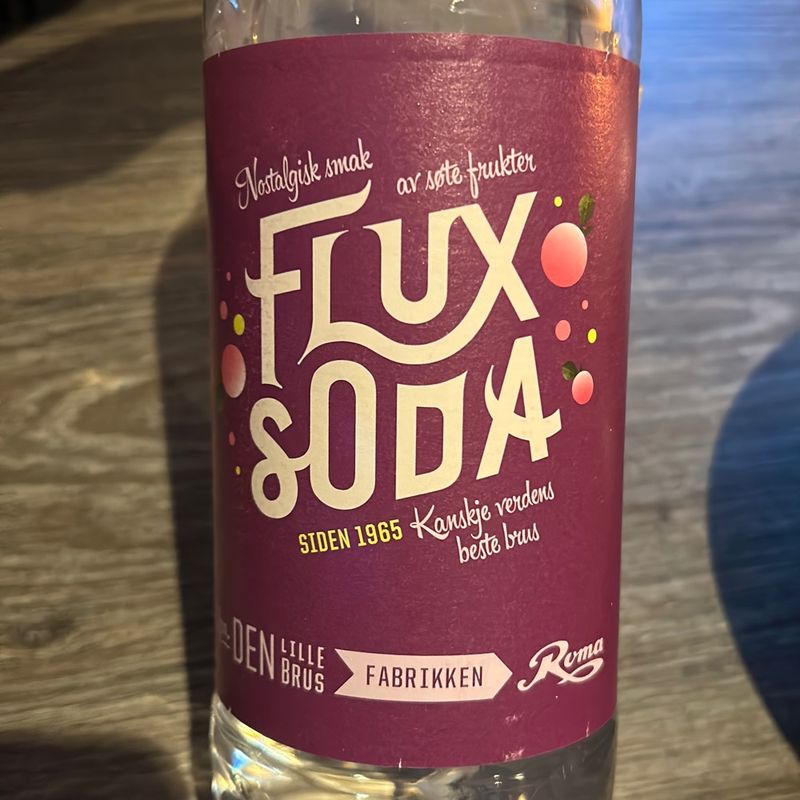 Nostalgisk smak av søte frukter
FLUX
SODA
SIDEN 1965 Kanskje verdens
beste brus
DEN LILLE
BRUS
FABRIKKEN
Roma